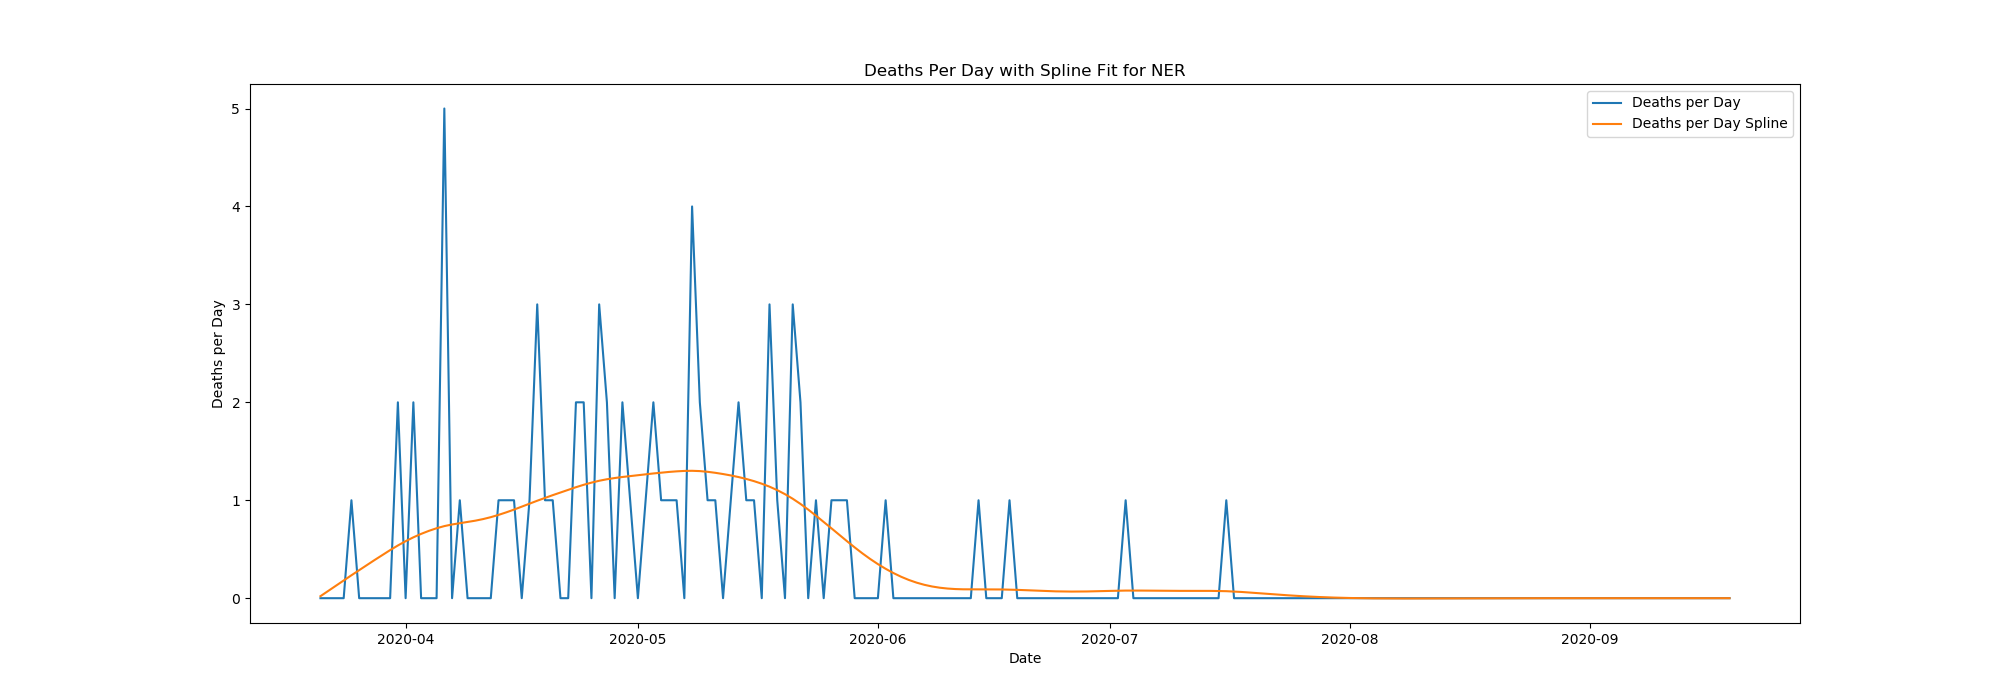 Deaths Per Day with Spline Fit for NER
Deaths per Day
Deaths per Day Spline
Deaths per Day
5
4
3
2
1
0
2020-04 2020-05 2020-06 2020-07 2020-08 2020-09
Date